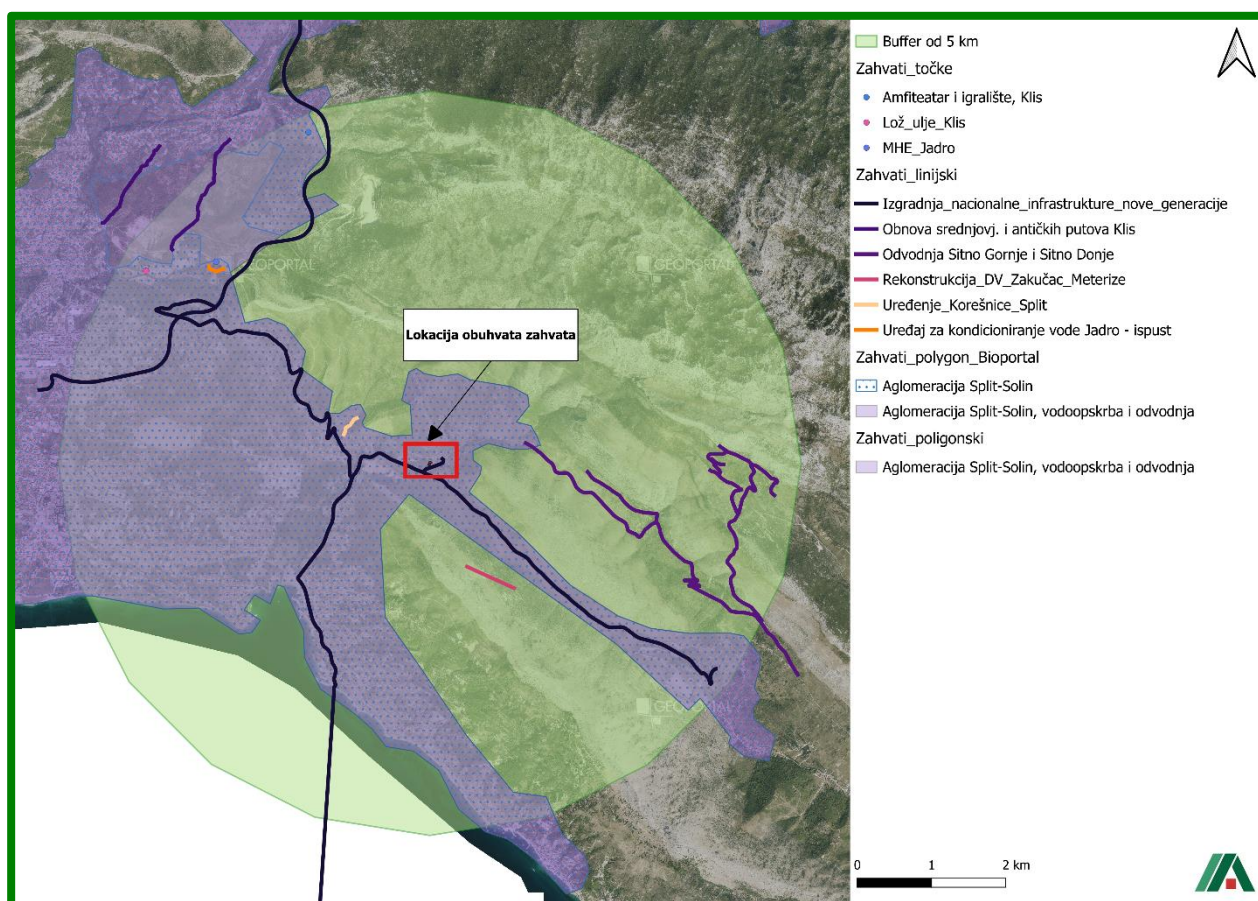 Buffer od 5 km
Zahvati_točke
Amfiteatar i igralište, Klis
Lož_ulje_Klis
MHE_Jadro
Zahvati_linijski
Izgradnja_nacionalne_infrastrukture_nove_generacije
Obnova srednjovj. i antičkih putova Klis
Odvodnja Sitno Gornje i Sitno Donje
Rekonstrukcija_DV_Zakučac_Meterize
Uređenje_Korešnice_Split
Uređaj za kondicioniranje vode Jadro - ispust
Zahvati_polygon_Bioportal
Aglomeracija Split-Solin
Aglomeracija Split-Solin, vodoopskrba i odvodnja
Zahvati_poligonski
Aglomeracija Split-Solin, vodoopskrba i odvodnja
0 1 2 km
Lokacija obuhvata zahvata
GEOPORTAL
GEOPORTAL
GEOPORTAL